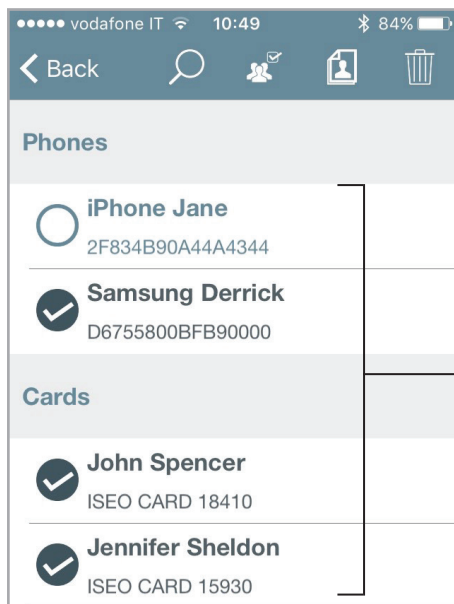 vodafone IT 10:49 84%
Back
Phones
iPhone Jane
2F834B90A44A4344
Samsung Derrick
D6755800BFB90000
Cards
John Spencer
ISEO CARD 18410
Jennifer Sheldon
ISEO CARD 15930